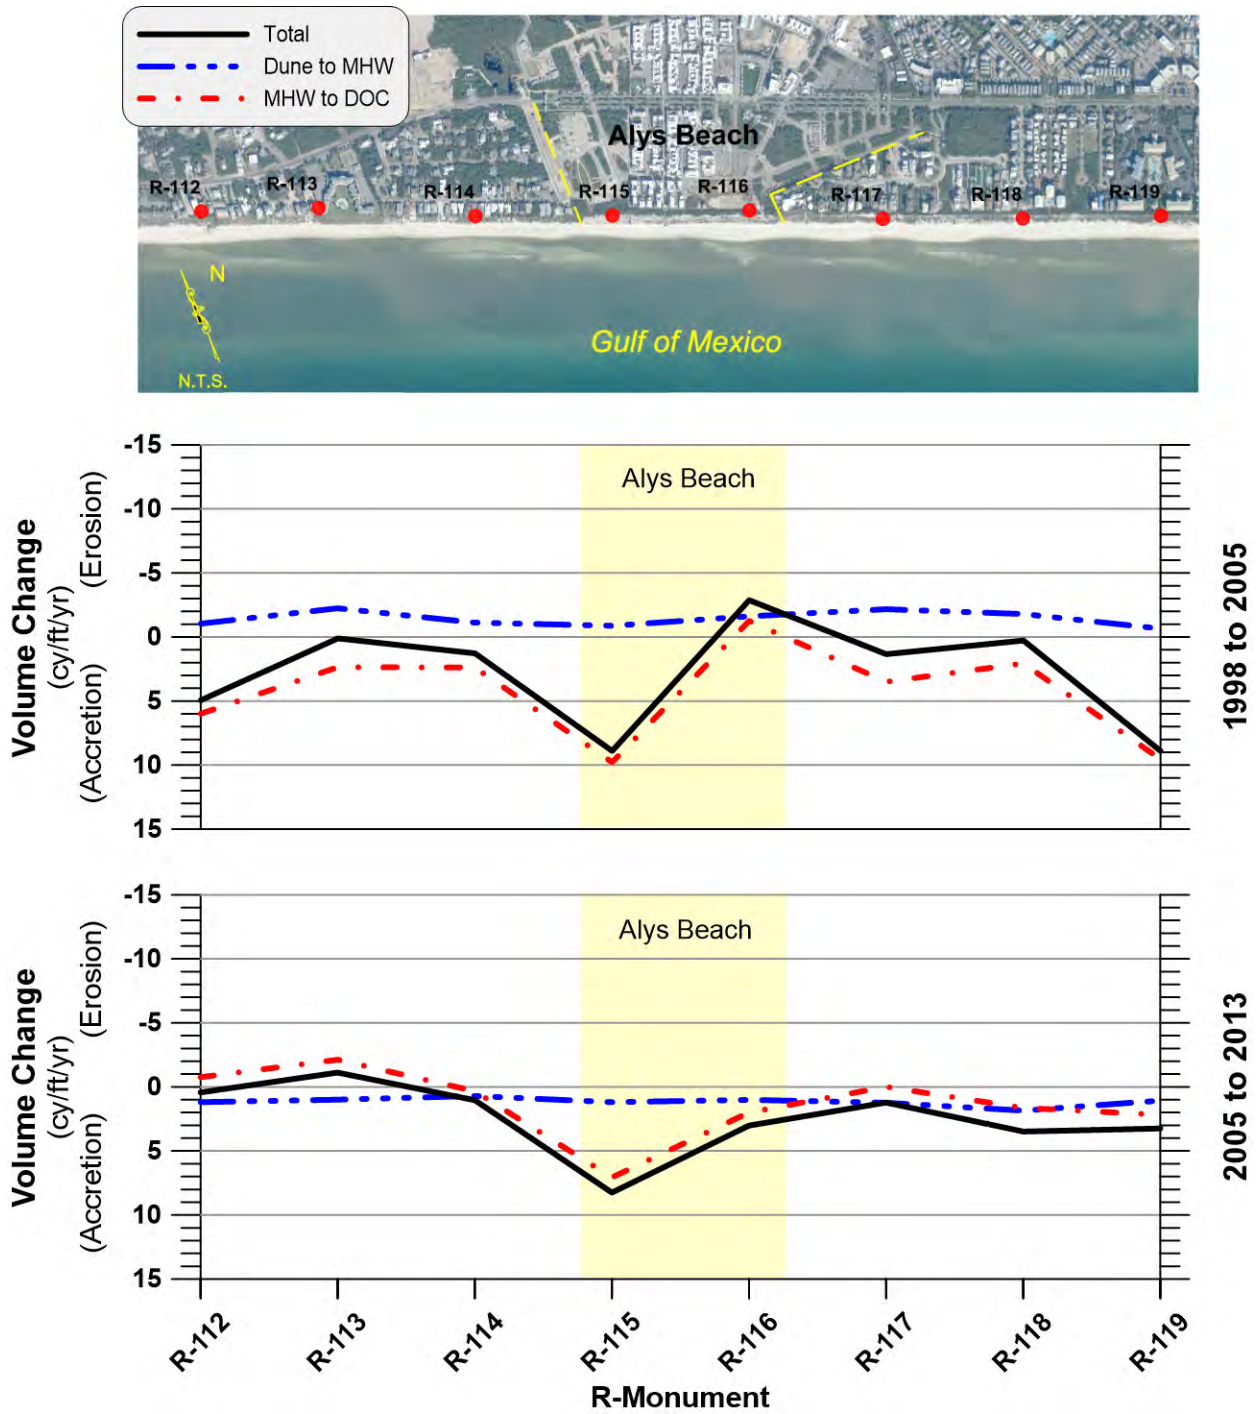 Total
Dune to MHW
MHW to DOC
Alys Beach
R-112
R-113
R-114
R-115
R-116
R-117
R-118
R-119
N
N.T.S.
Gulf of Mexico
Volume Change
(cy/ft/yr)
(Accretion) (Erosion)
-15
-10
-5
0
5
10
15
Alys Beach
1998 to 2005
Volume Change
(cy/ft/yr)
(Accretion) (Erosion)
-15
-10
-5
0
5
10
15
Alys Beach
2005 to 2013
R-112
R-113
R-114
R-115
R-116
R-117
R-118
R-119
R-Monument